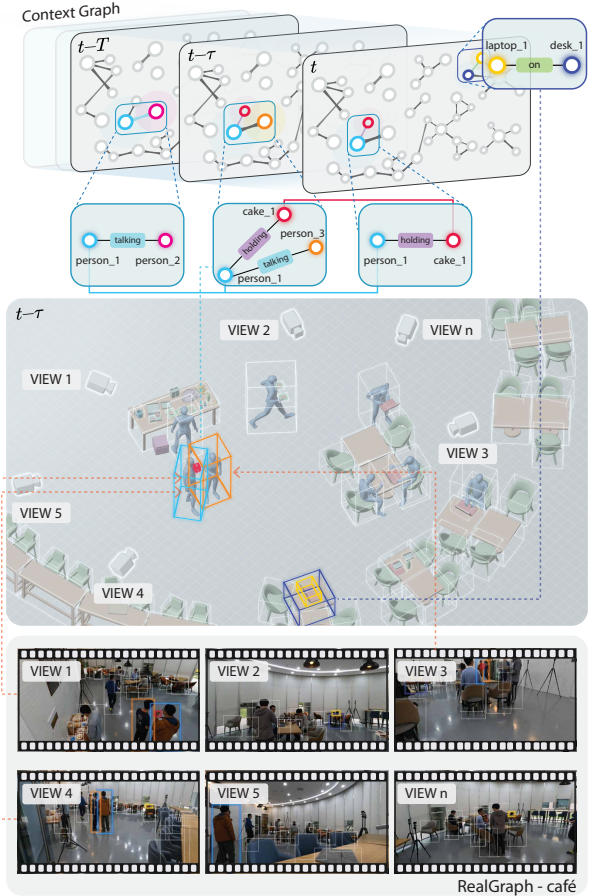 Context Graph
t–T
t–τ
t
laptop_1
desk_1
on
talking
person_1
person_2
cake_1
person_3
holding
talking
person_1
holding
person_1
cake_1
t–τ
VIEW 2
VIEW n
VIEW 1
VIEW 3
VIEW 5
VIEW 4
VIEW 1
VIEW 2
VIEW 3
VIEW 4
VIEW 5
VIEW n
RealGraph - café